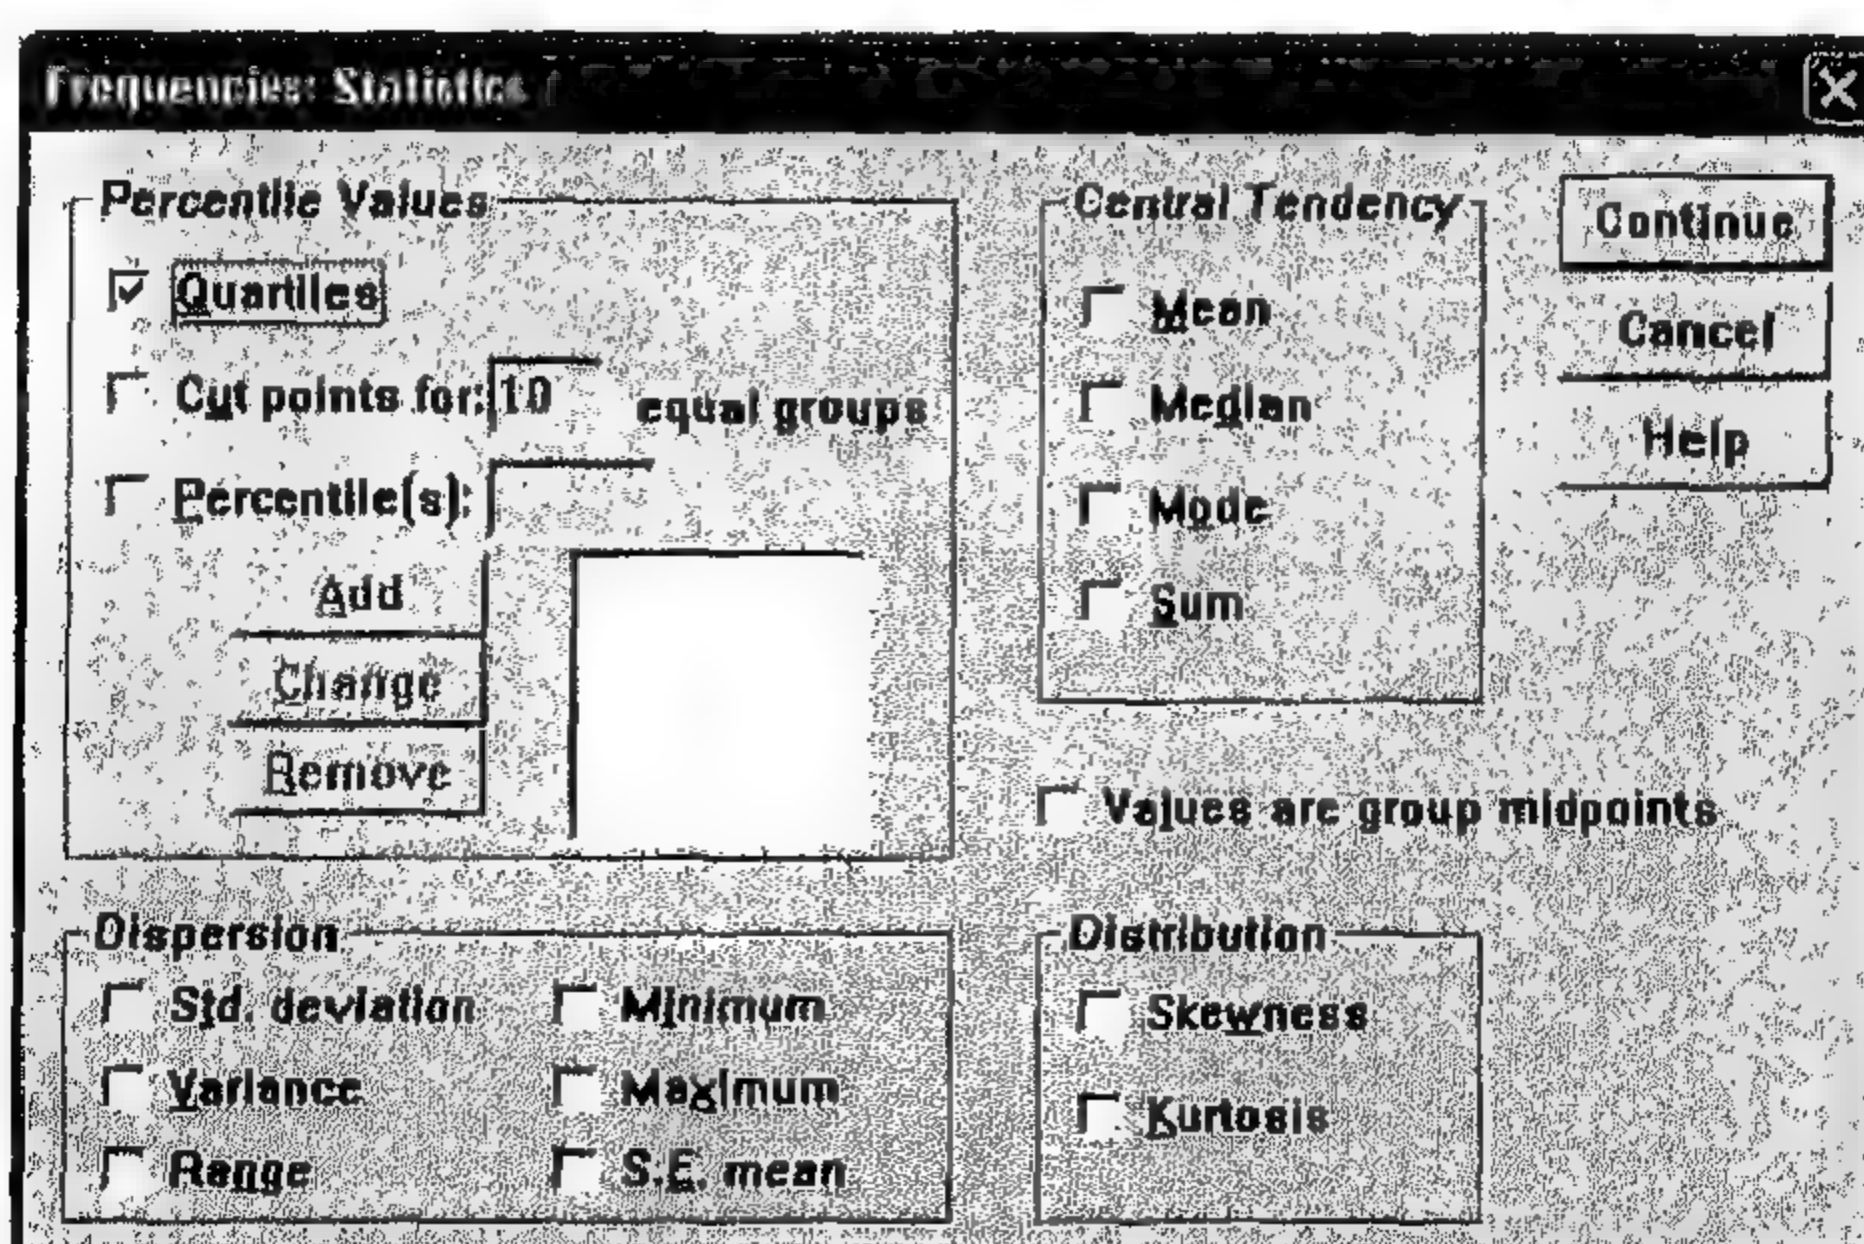 Frequencies: Statistics
Percentile Values
Quartiles
Cut points for: 10 equal groups
Percentile(s):
Add
Change
Remove
Central Tendency
Mean
Median
Mode
Sum
Continue
Cancel
Help
Values are group midpoints
Dispersion
Std. deviation
Minimum
Variance
Maximum
Range
S.E. mean
Distribution
Skewness
Kurtosis